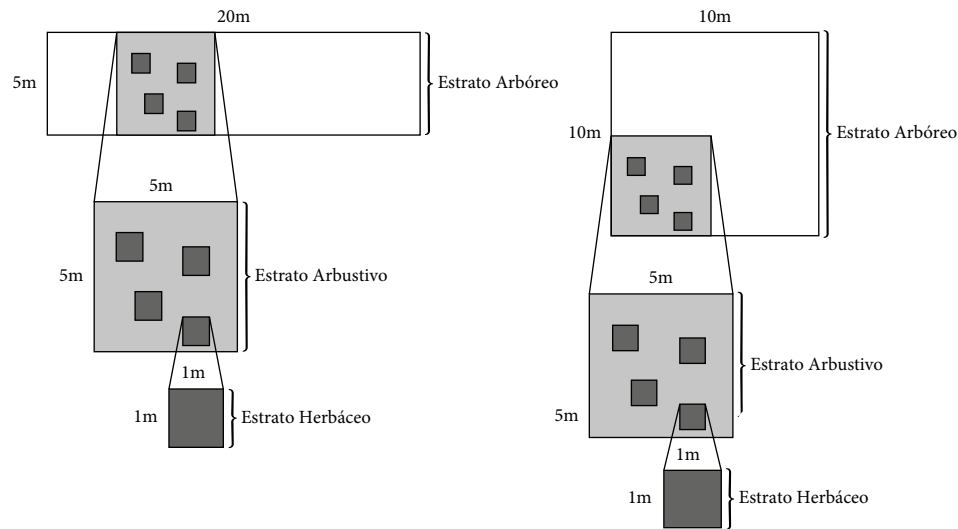 20m
5m
Estrato Arbóreo
5m
5m
Estrato Arbustivo
1m
1m
Estrato Herbáceo
10m
10m
Estrato Arbóreo
5m
5m
Estrato Arbustivo
1m
1m
Estrato Herbáceo